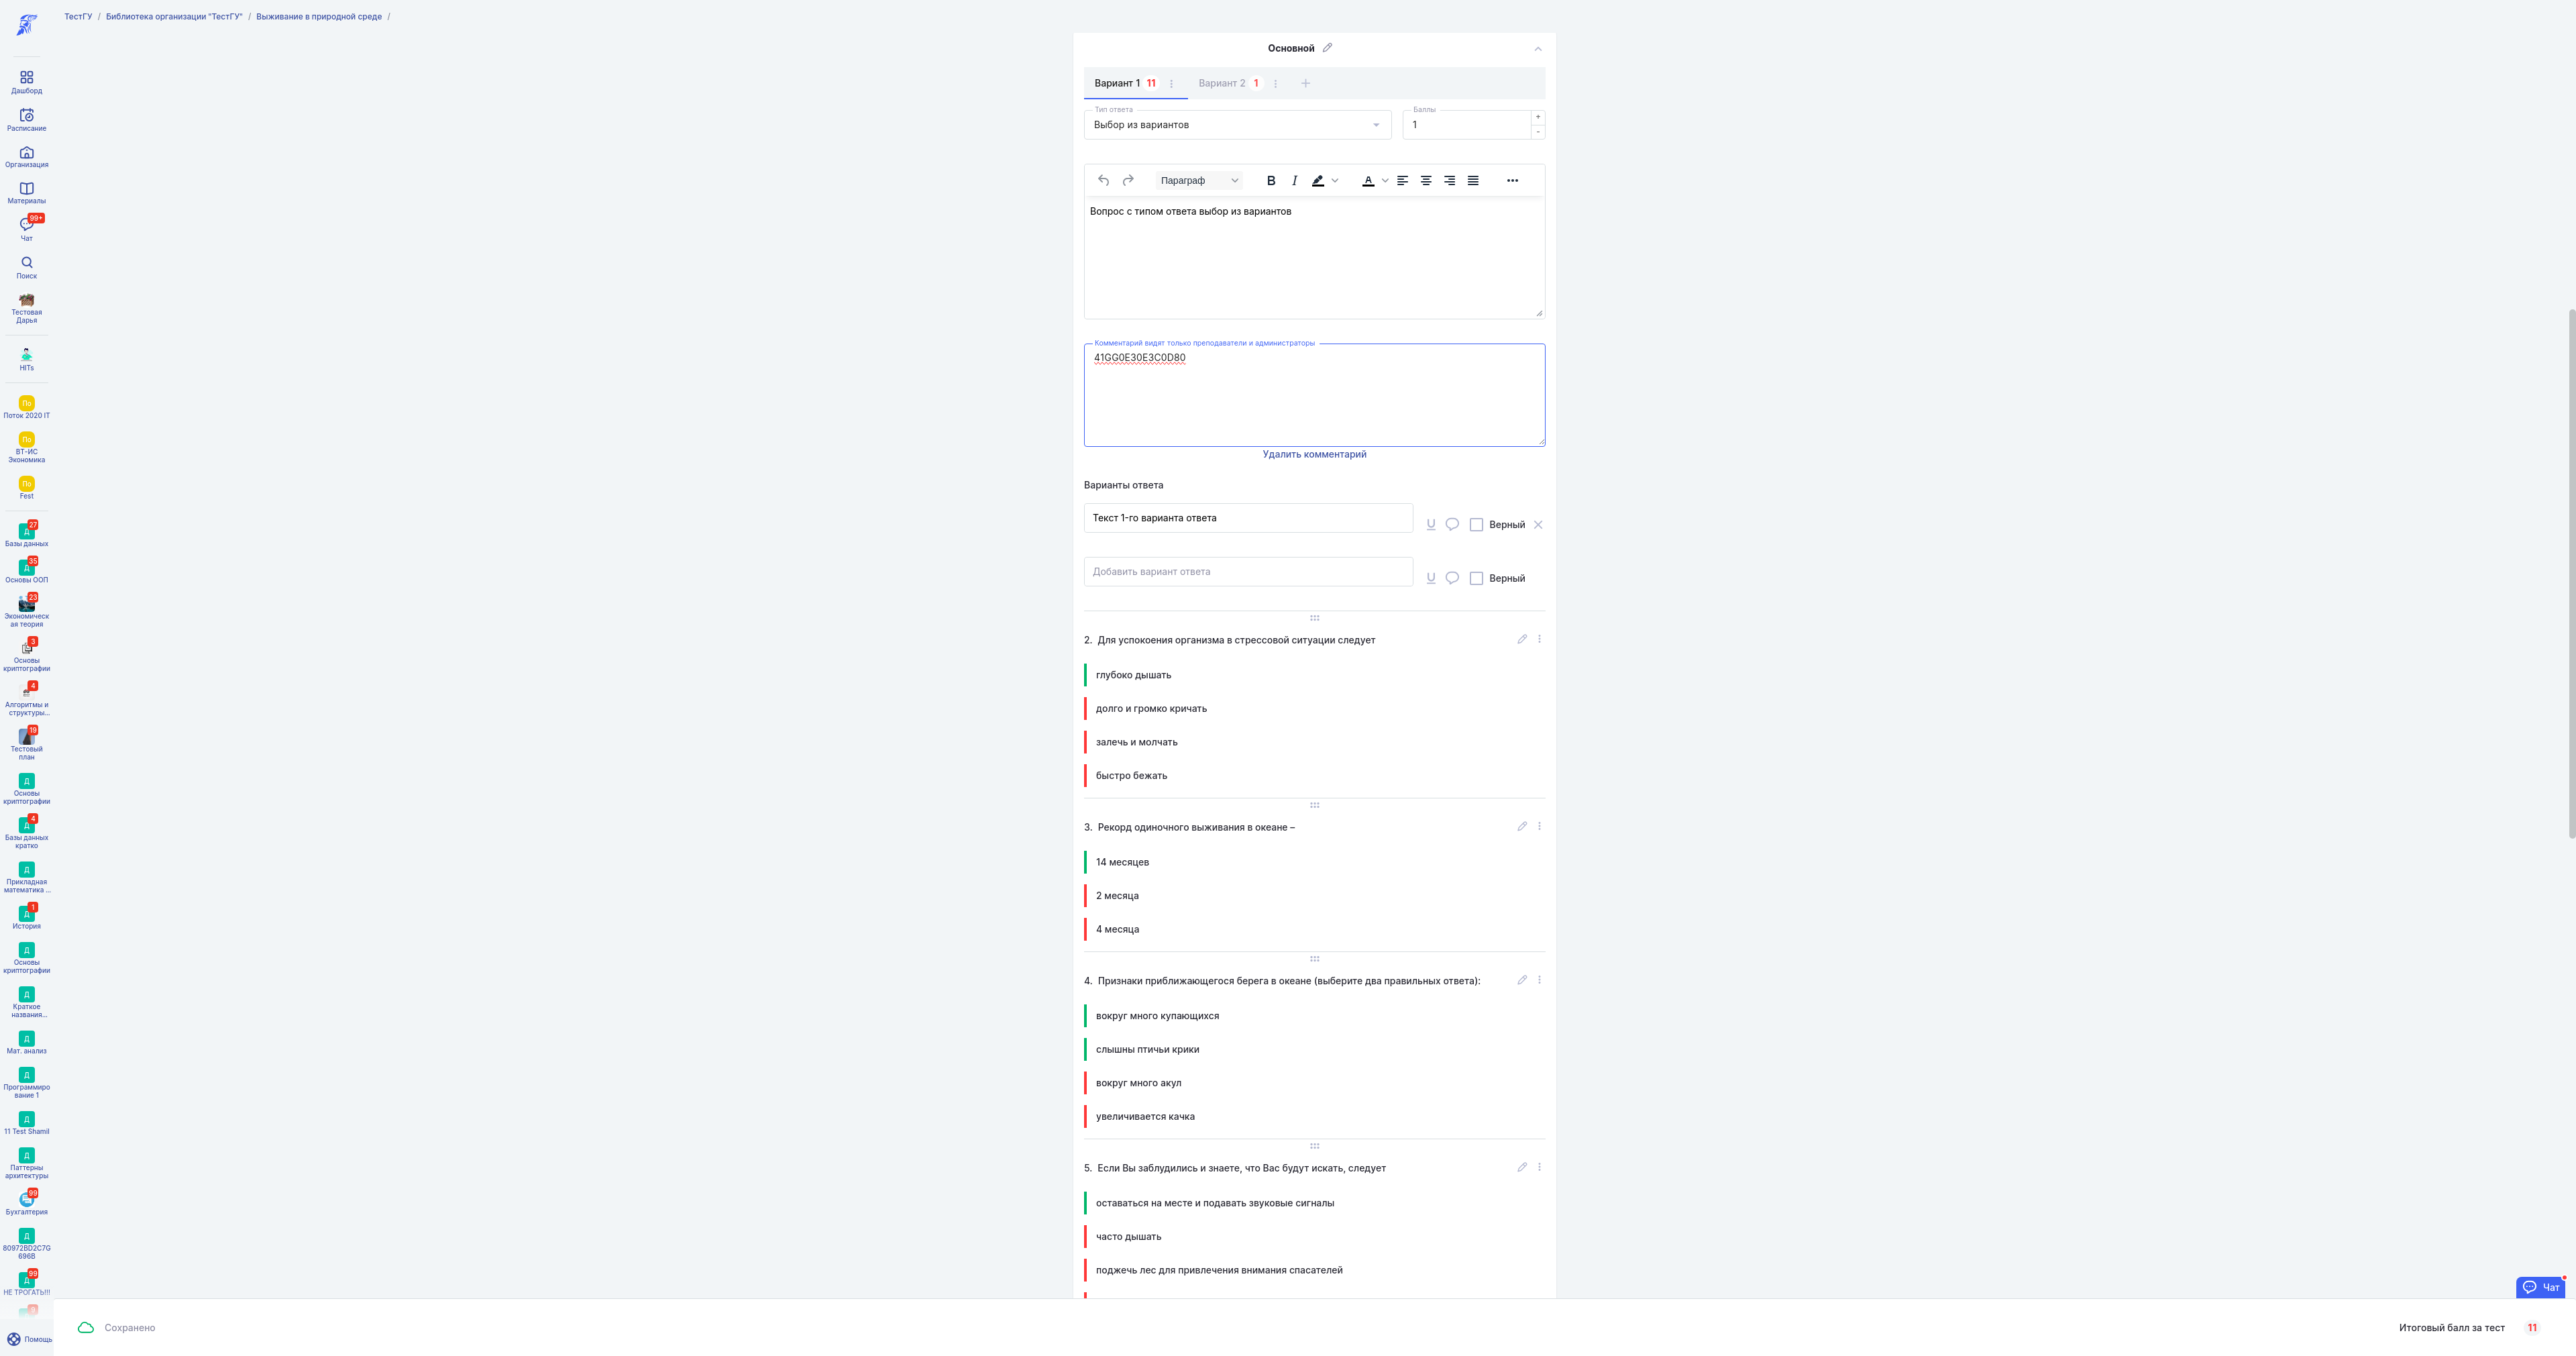 ТестГУ / Библиотека организации "ТестГУ" / Выживание в природной среде /
Дашборд
Расписание
Организация
Материалы
99+
Чат
Поиск
Тестовая
Дарья
HITs
По
Поток 2020 IT
По
ВТ-ИС
Экономика
По
Fest
27
Д
Базы данных
35
Д
Основы ООП
23
Экономическ
ая теория
3
Основы
криптографии
4
Алгоритмы и
структуры...
19
Тестовый
план
Д
Основы
криптографии
4
Д
Базы данных
кратко
Д
Прикладная
математика ...
1
Д
История
Д
Основы
криптографии
Д
Краткое
названия...
Д
Мат. анализ
Д
Программиро
вание 1
Д
11 Test Shamil
Д
Паттерны
архитектуры
99
Бухгалтерия
Д
80972BD2C7G
696B
99
Д
НЕ ТРОГАТЬ!!!
Помощь
Основной
Вариант 1 11
Вариант 2 1
Тип ответа
Выбор из вариантов
Баллы
1
+
-
Параграф
B I A
Вопрос с типом ответа выбор из вариантов
Комментарий видят только преподаватели и администраторы
41GG0E30E3C0D80
Удалить комментарий
Варианты ответа
Текст 1-го варианта ответа
U Верный
Добавить вариант ответа
U Верный
2. Для успокоения организма в стрессовой ситуации следует
глубоко дышать
долго и громко кричать
залечь и молчать
быстро бежать
3. Рекорд одиночного выживания в океане –
14 месяцев
2 месяца
4 месяца
4. Признаки приближающегося берега в океане (выберите два правильных ответа):
вокруг много купающихся
слышны птичьи крики
вокруг много акул
увеличивается качка
5. Если Вы заблудились и знаете, что Вас будут искать, следует
оставаться на месте и подавать звуковые сигналы
часто дышать
поджечь лес для привлечения внимания спасателей
Чат
Сохранено
Итоговый балл за тест 11